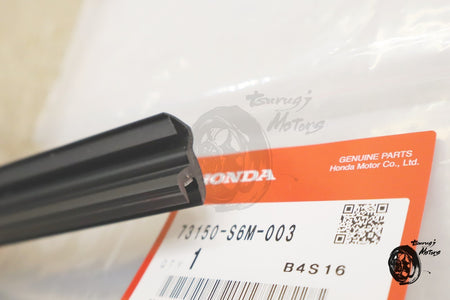 tsurugi
Motors
GENUINE PARTS
Honda Motor Co., Ltd.
HONDA
73150-S6M-003
QTY 1
B4S16
tsurugi
Motors